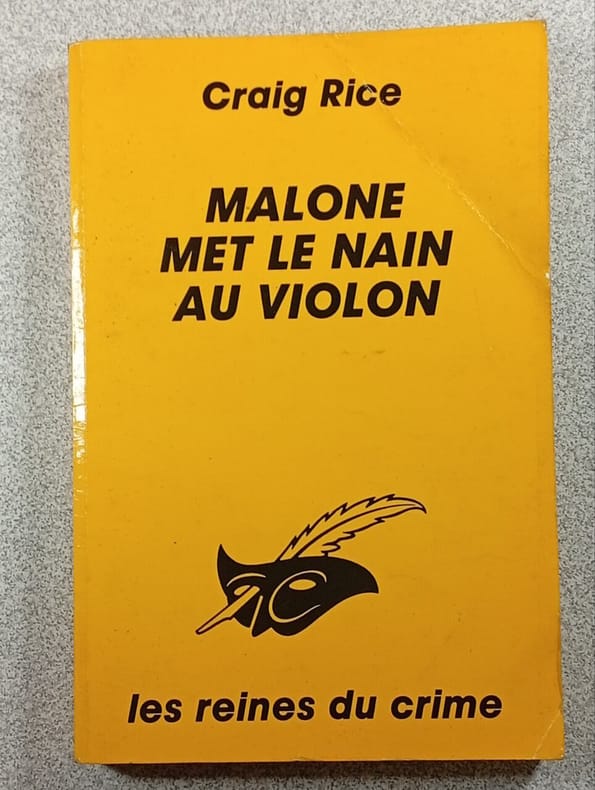 Craig Rice
MALONE
MET LE NAIN
AU VIOLON
les reines du crime